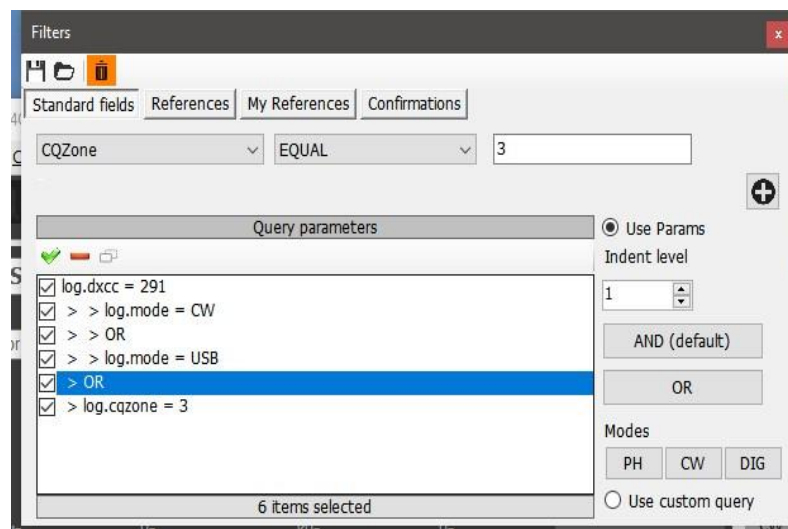 Filters
x
Standard fields References My References Confirmations
CQZone EQUAL 3
Query parameters
Use Params
Indent level
1
log.dxcc = 291
> > log.mode = CW
> > OR
> > log.mode = USB
> OR
> log.cqzone = 3
AND (default)
OR
Modes
PH CW DIG
6 items selected
Use custom query